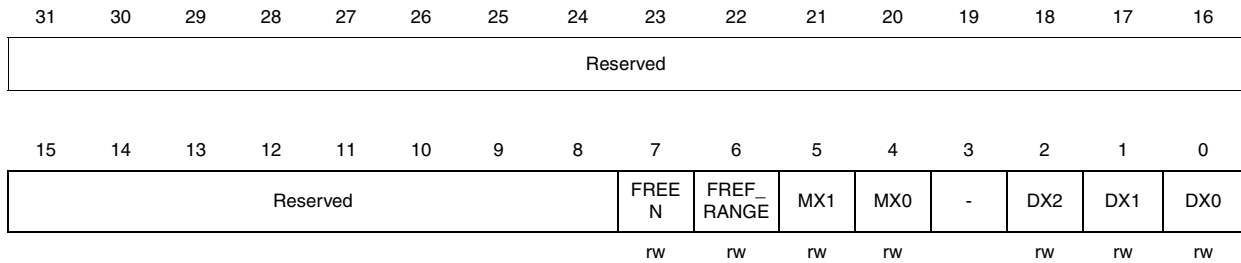 31 30 29 28 27 26 25 24 23 22 21 20 19 18 17 16
Reserved
15 14 13 12 11 10 9 8 7 6 5 4 3 2 1 0
Reserved FREE N FREF_ RANGE MX1 MX0 - DX2 DX1 DX0
rw rw rw rw rw rw rw